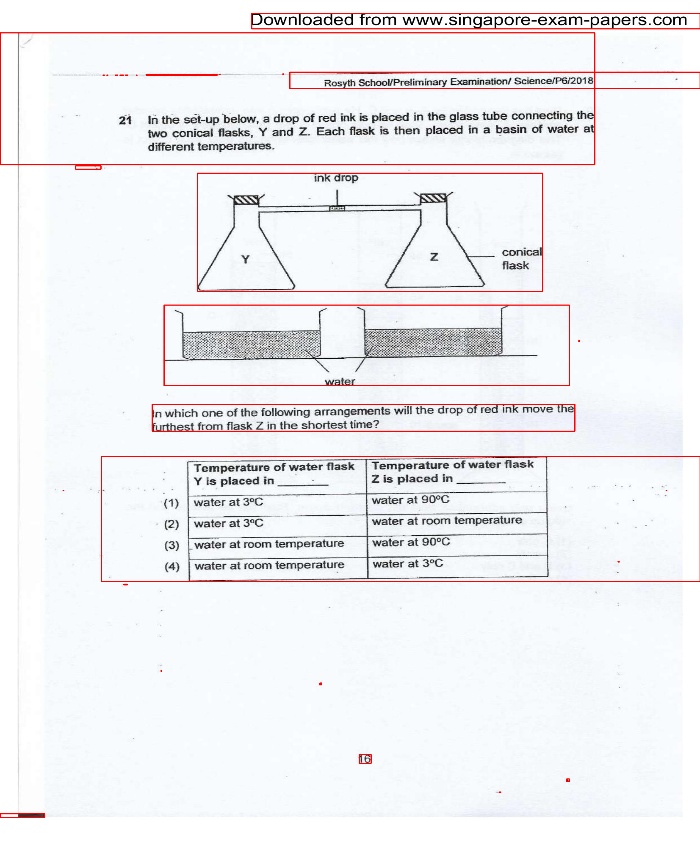 Downloaded from www.singapore-exam-papers.com
Rosyth School/Preliminary Examination/ Science/P6/2018
21 In the set-up below, a drop of red ink is placed in the glass tube connecting the
two conical flasks, Y and Z. Each flask is then placed in a basin of water at
different temperatures.
ink drop
Y
Z
conical
flask
water
In which one of the following arrangements will the drop of red ink move the
furthest from flask Z in the shortest time?
Temperature of water flask Y is placed in ______ Temperature of water flask Z is placed in ______
(1) water at 3ºC water at 90ºC
(2) water at 3ºC water at room temperature
(3) water at room temperature water at 90ºC
(4) water at room temperature water at 3ºC
16